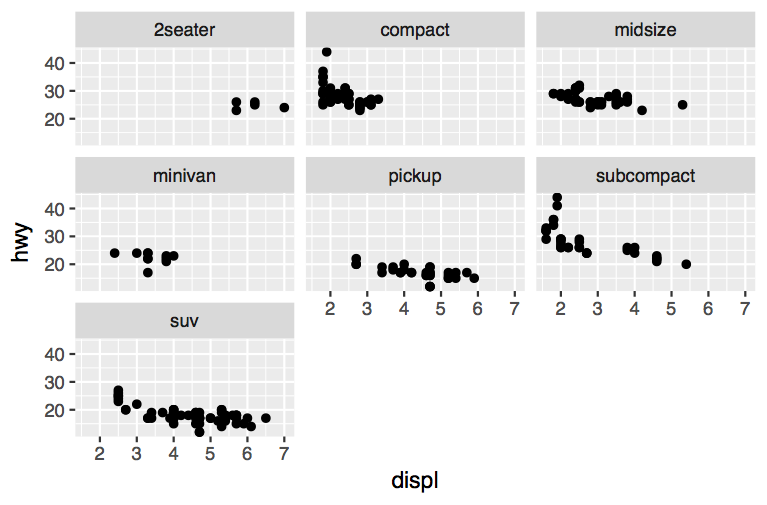 2seater compact midsize
40
30
20
minivan pickup subcompact
40
30
20
2 3 4 5 6 7 2 3 4 5 6 7
suv
40
30
20
2 3 4 5 6 7
hwy
displ